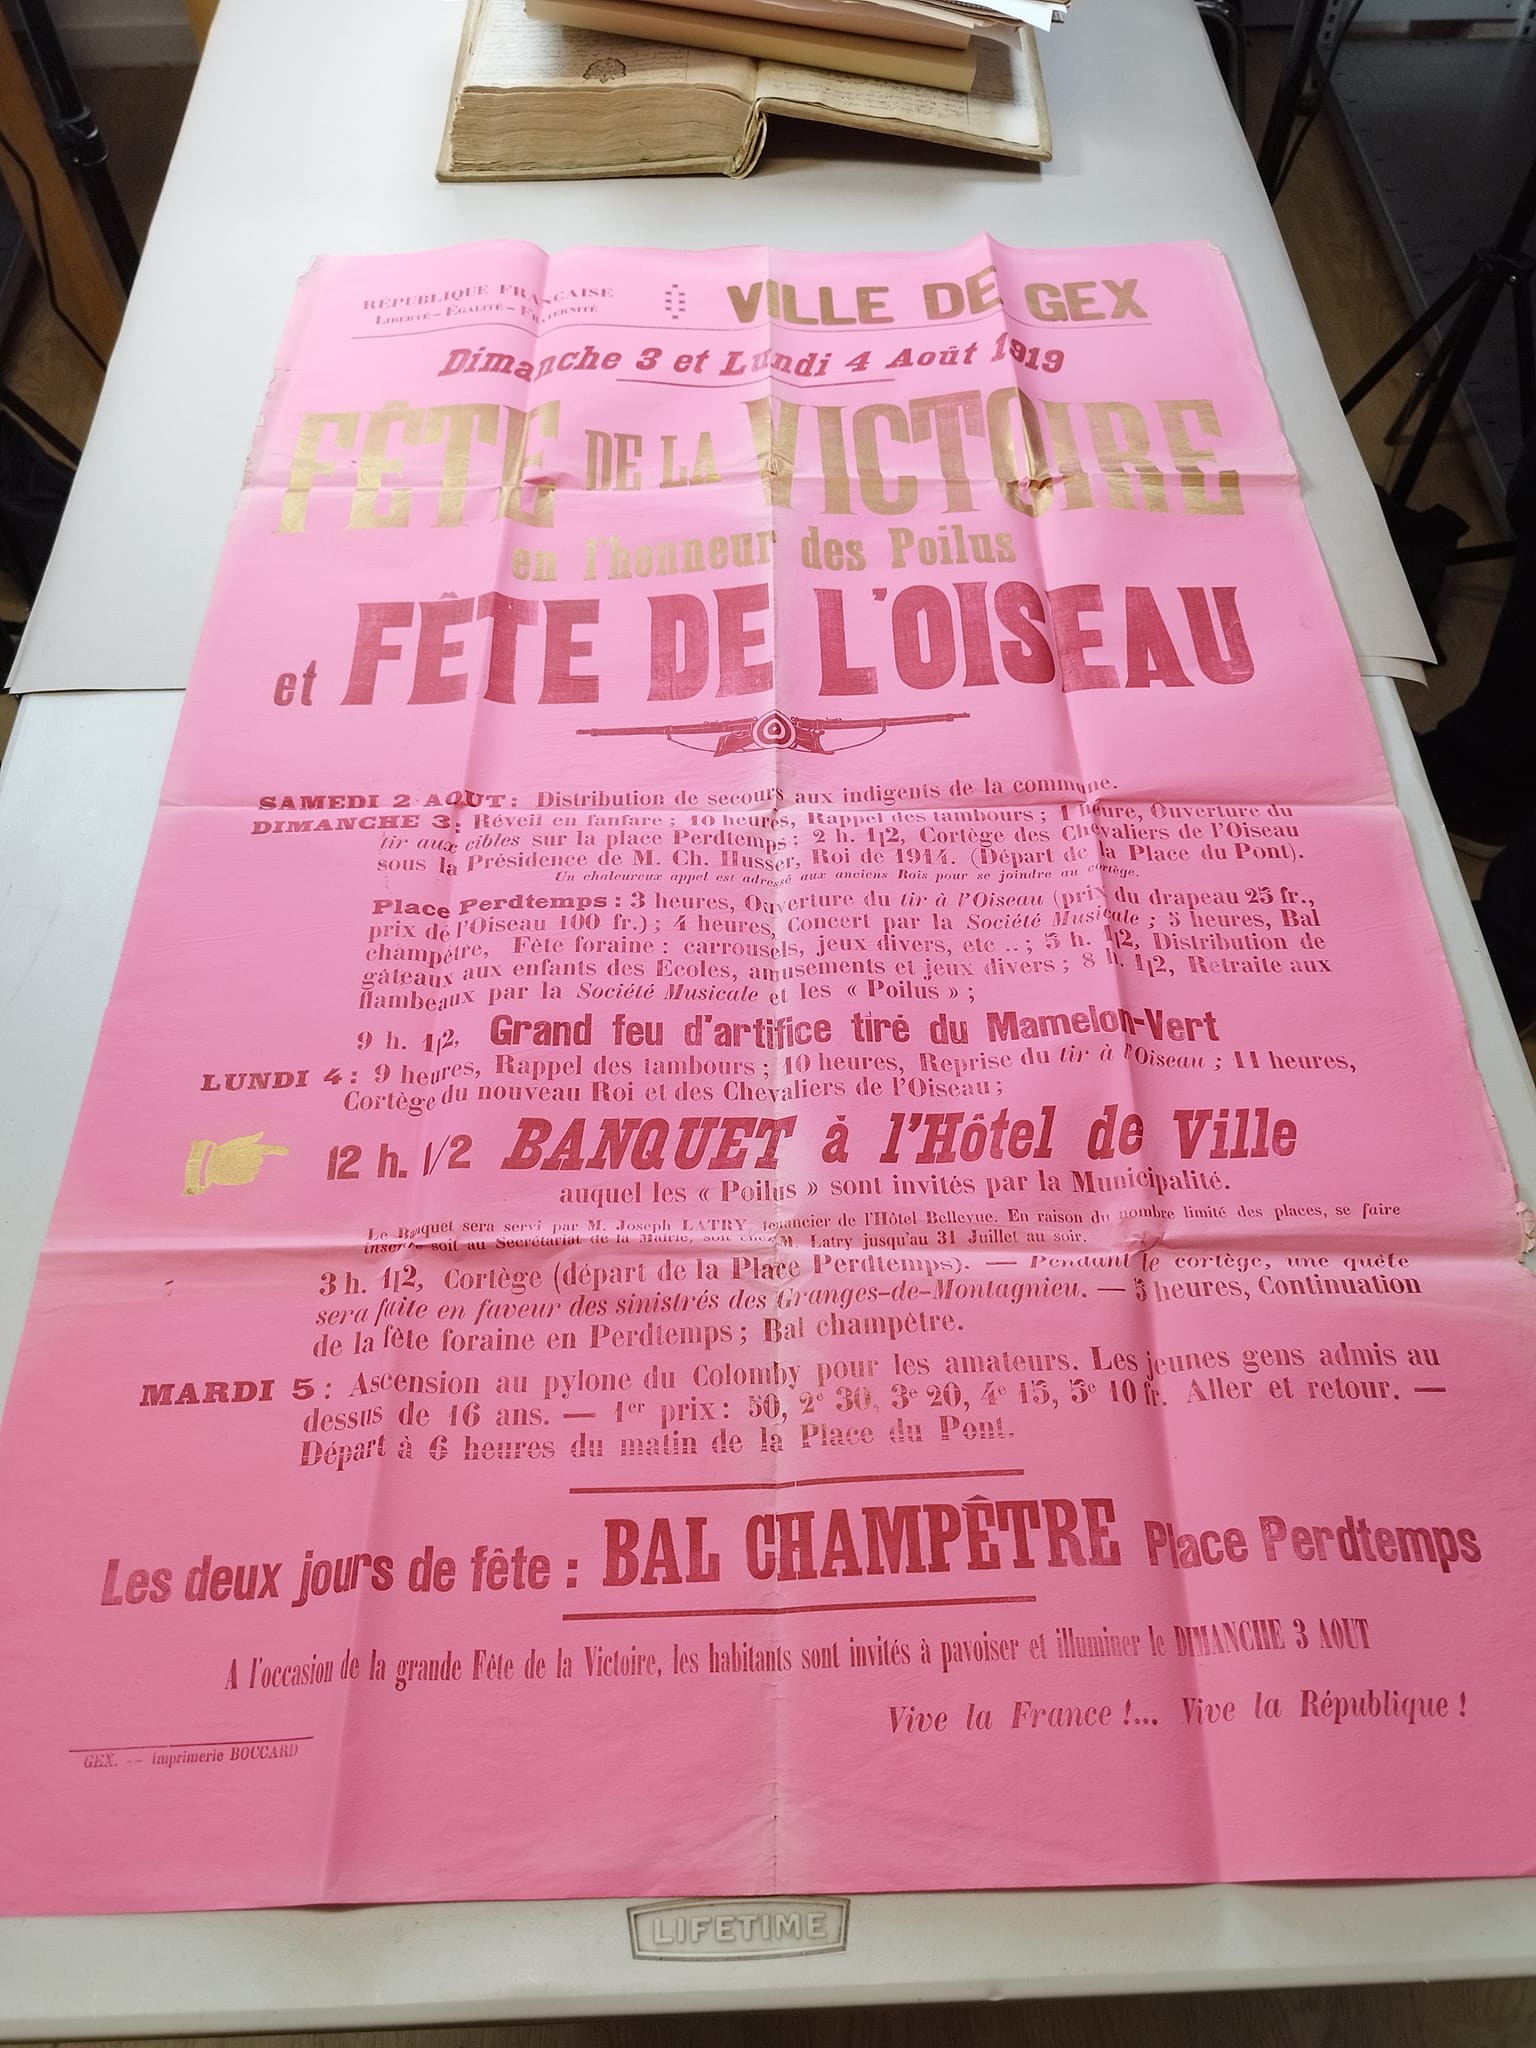 RÉPUBLIQUE FRANÇAISE
LIBERTÉ – EGALITÉ – FRATERNITÉ
VILLE DE GEX
Dimanche 3 et Lundi 4 Août 1919
FÊTE DE LA VICTOIRE
en l'honneur des Poilus
et FÊTE DE L'OISEAU
SAMEDI 2 AOUT : Distribution de secours aux indigents de la commune.
DIMANCHE 3 : Réveil en fanfare ; 10 heures, Rappel des tambours ; 1 heure, Ouverture du
tir aux cibles sur la place Perdtemps ; 2 h. 1|2, Cortège des Chevaliers de l'Oiseau
sous la Présidence de M. Ch. Husser, Roi de 1914. (Départ de la Place du Pont).
Un chaleureux appel est adressé aux anciens Rois pour se joindre au cortège.
Place Perdtemps : 3 heures, Ouverture du tir à l'Oiseau (prix du drapeau 25 fr.,
prix de l'Oiseau 100 fr.) ; 4 heures, Concert par la Société Musicale ; 5 heures, Bal
champêtre, Fête foraine : carrousels, jeux divers, etc .. ; 5 h. 1|2, Distribution de
gâteaux aux enfants des Ecoles, amusements et jeux divers ; 8 h. 1|2, Retraite aux
flambeaux par la Société Musicale et les « Poilus » ;
9 h. 1|2, Grand feu d'artifice tiré du Mamelon-Vert
LUNDI 4 : 9 heures, Rappel des tambours ; 10 heures, Reprise du tir à l'Oiseau ; 11 heures,
Cortège du nouveau Roi et des Chevaliers de l'Oiseau ;
12 h. 1/2 BANQUET à l'Hôtel de Ville
auquel les « Poilus » sont invités par la Municipalité.
Le Banquet sera servi par M. Joseph LATRY, tenancier de l'Hôtel Bellevue. En raison du nombre limité des places, se faire
inscrire soit au Secrétariat de la Mairie, soit chez M. Latry jusqu'au 31 Juillet au soir.
3 h. 1|2, Cortège (départ de la Place Perdtemps). — Pendant le cortège, une quête
sera faite en faveur des sinistrés des Granges-de-Montagnieu. — 5 heures, Continuation
de la fête foraine en Perdtemps ; Bal champêtre.
MARDI 5 : Ascension au pylone du Colomby pour les amateurs. Les jeunes gens admis au
dessus de 16 ans. — 1er prix : 50, 2e 30, 3e 20, 4e 15, 5e 10 fr. Aller et retour. —
Départ à 6 heures du matin de la Place du Pont.
Les deux jours de fête : BAL CHAMPÊTRE Place Perdtemps
A l'occasion de la grande Fête de la Victoire, les habitants sont invités à pavoiser et illuminer le DIMANCHE 3 AOUT
Vive la France !... Vive la République !
GEX. -- Imprimerie BOCCARD
LIFETIME